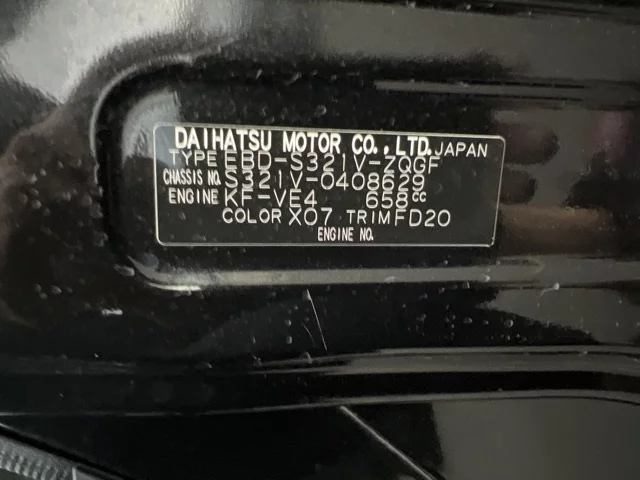 DAIHATSU MOTOR CO., LTD. JAPAN
TYPE EBD-S321V-ZQGF
CHASSIS NO. S321V-0408629
ENGINE KF-VE4 658cc
COLOR X07 TRIM FD20
ENGINE NO.